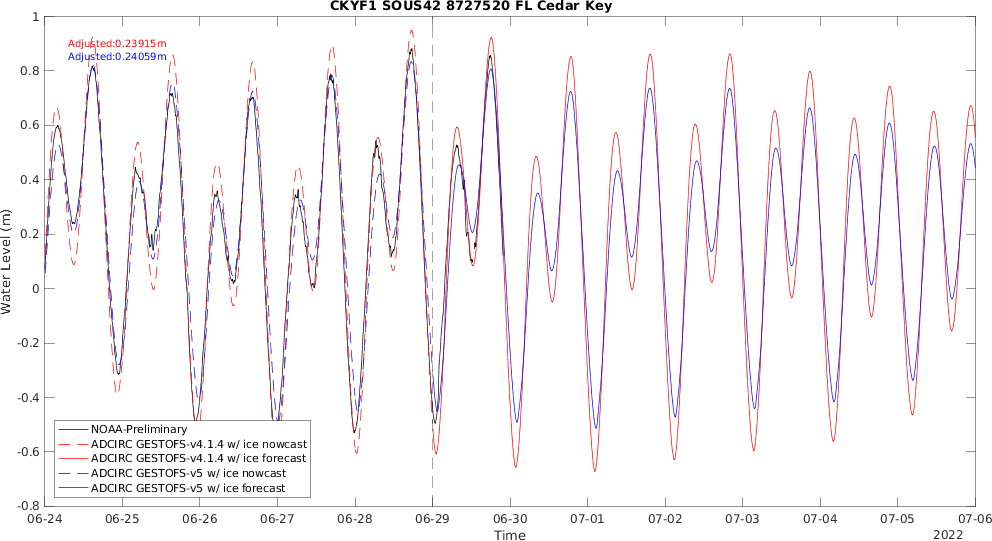 CKYF1 SOUS42 8727520 FL Cedar Key
1
0.8
0.6
0.4
0.2
0
-0.2
-0.4
-0.6
-0.8
Water Level (m)
Adjusted:0.23915m
Adjusted:0.24059m
NOAA-Preliminary
ADCIRC GESTOFS-v4.1.4 w/ ice nowcast
ADCIRC GESTOFS-v4.1.4 w/ ice forecast
ADCIRC GESTOFS-v5 w/ ice nowcast
ADCIRC GESTOFS-v5 w/ ice forecast
06-24 06-25 06-26 06-27 06-28 06-29 06-30 07-01 07-02 07-03 07-04 07-05 07-06
Time
2022